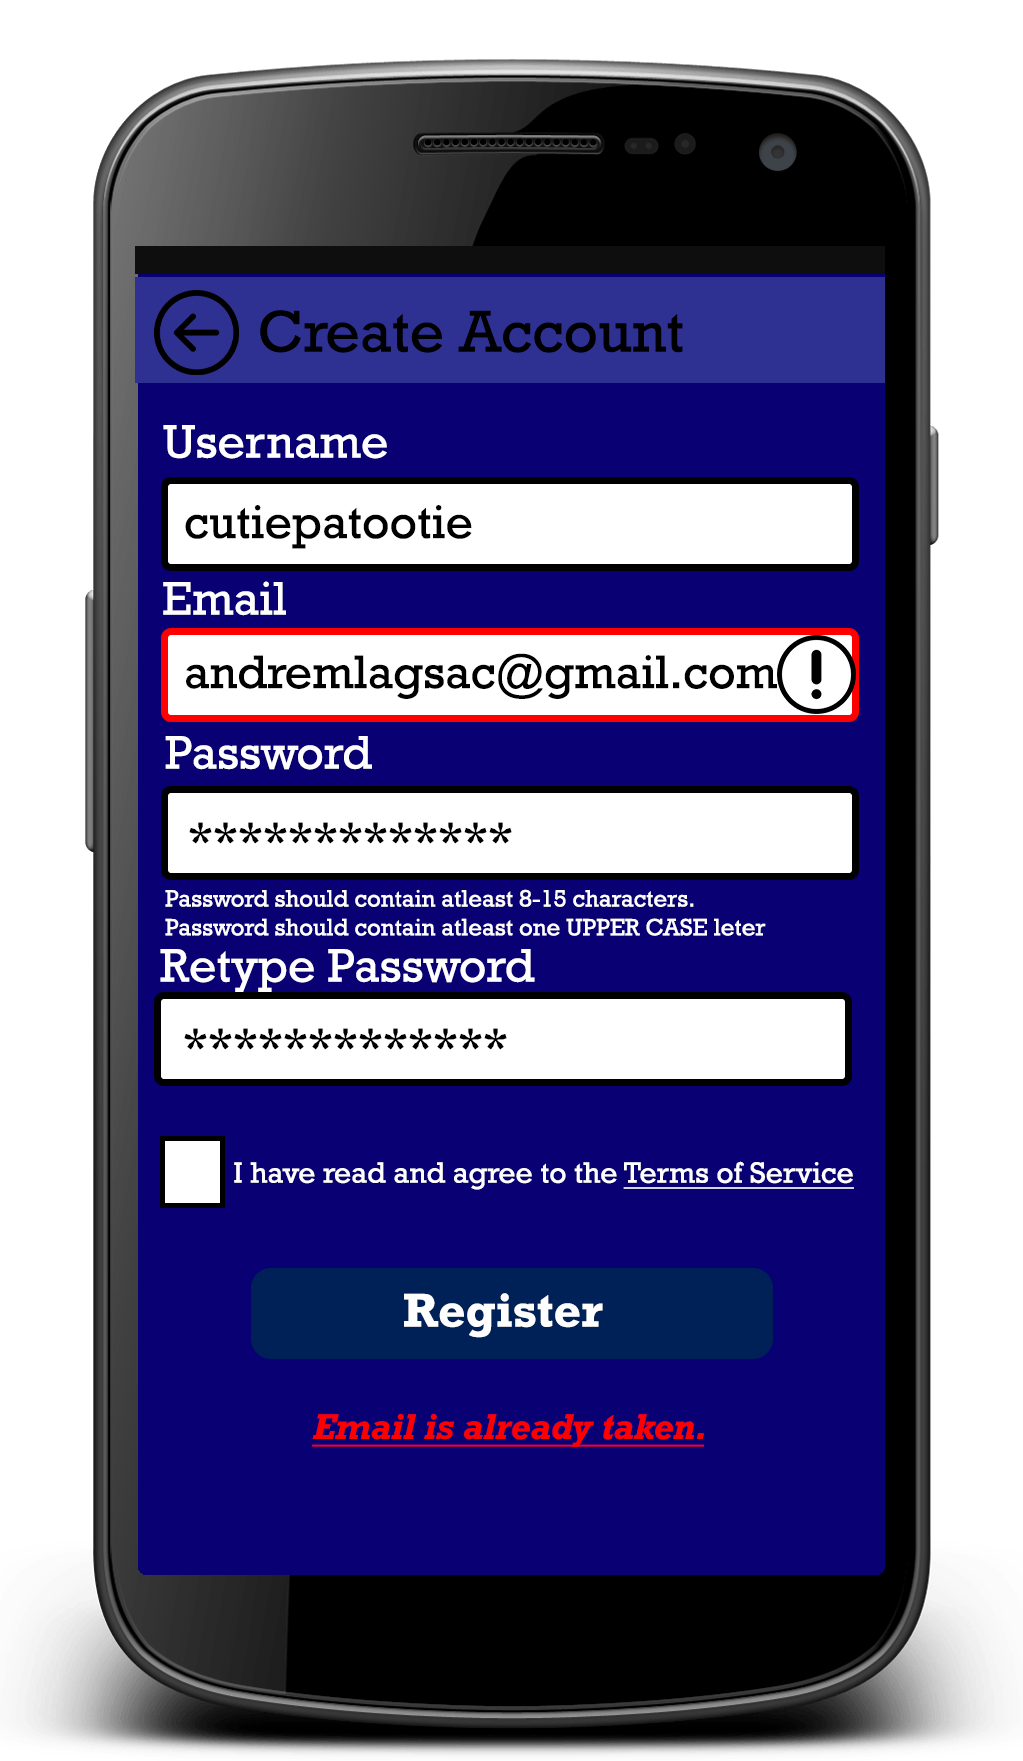 Create Account
Username
cutiepatootie
Email
andremlagsac@gmail.com
Password
*************
Password should contain atleast 8-15 characters.
Password should contain atleast one UPPER CASE leter
Retype Password
*************
I have read and agree to the Terms of Service
Register
Email is already taken.